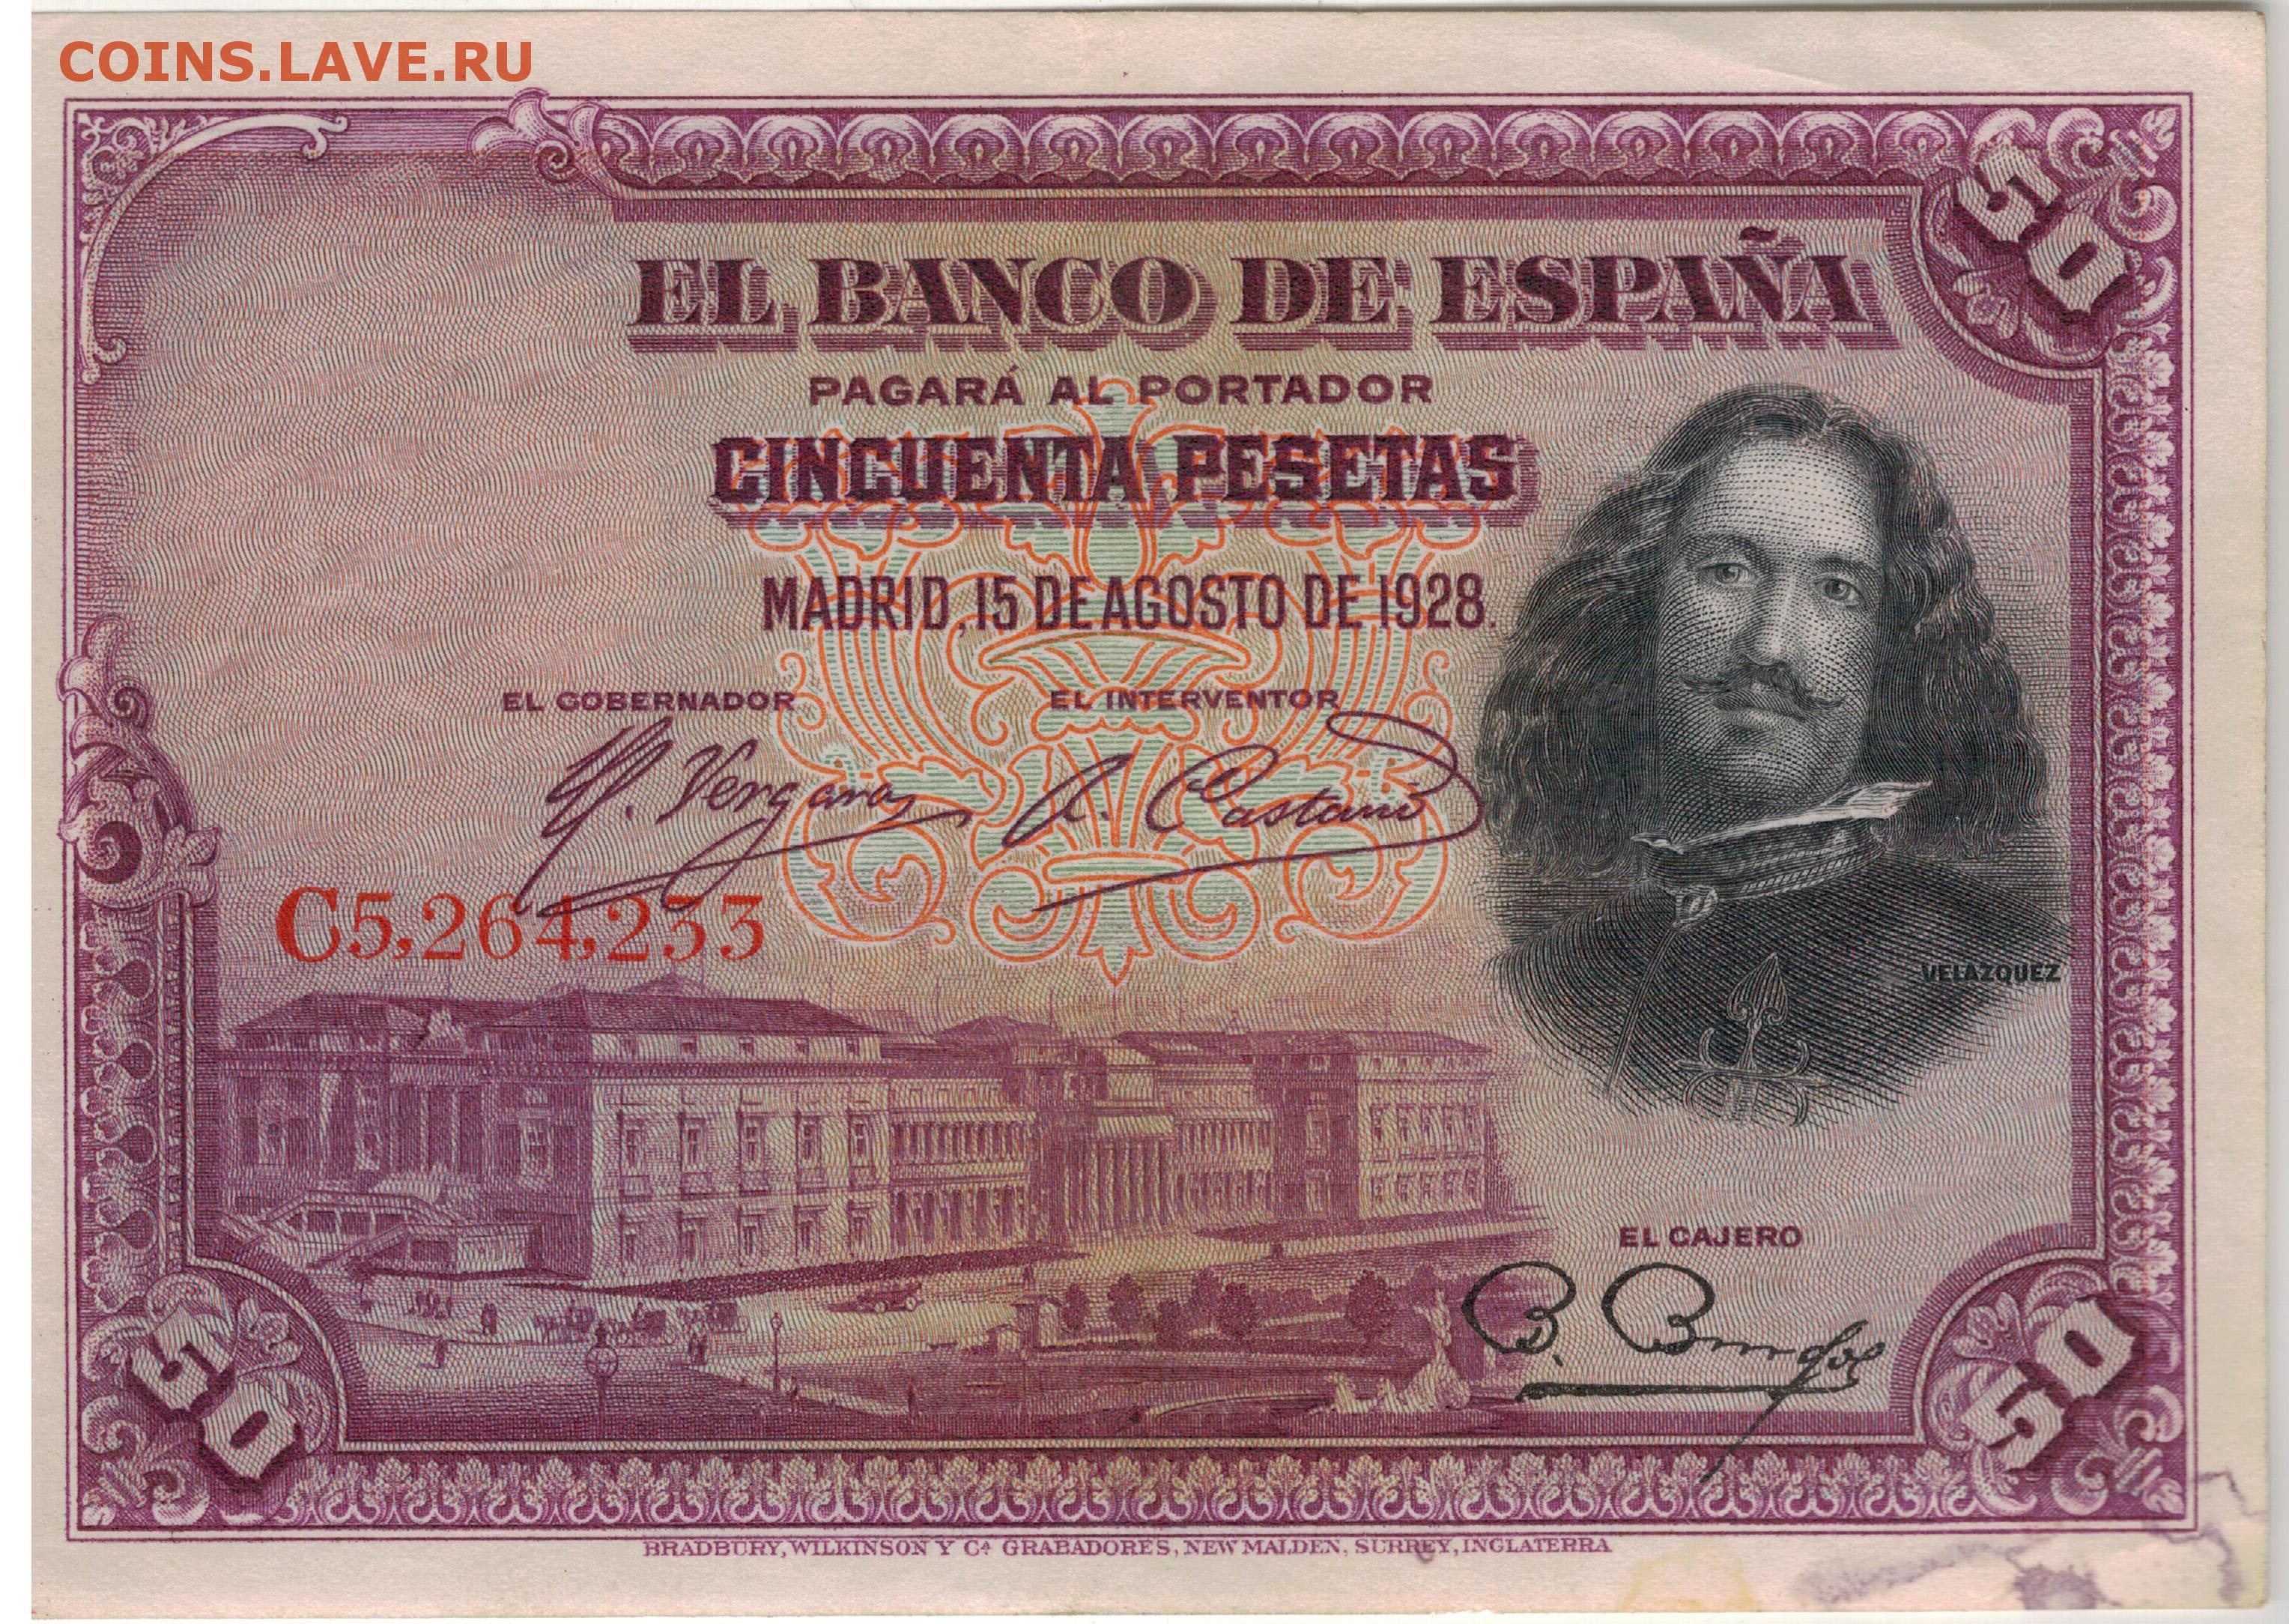 COINS.LAVE.RU
50
EL BANCO DE ESPAÑA
PAGARÁ AL PORTADOR
CINCUENTA PESETAS
MADRID, 15 DE AGOSTO DE 1928.
EL GOBERNADOR EL INTERVENTOR
C5,264,233
VELAZQUEZ
EL CAJERO
50 50
BRADBURY, WILKINSON Y Cª GRABADORES, NEW MALDEN, SURREY, INGLATERRA